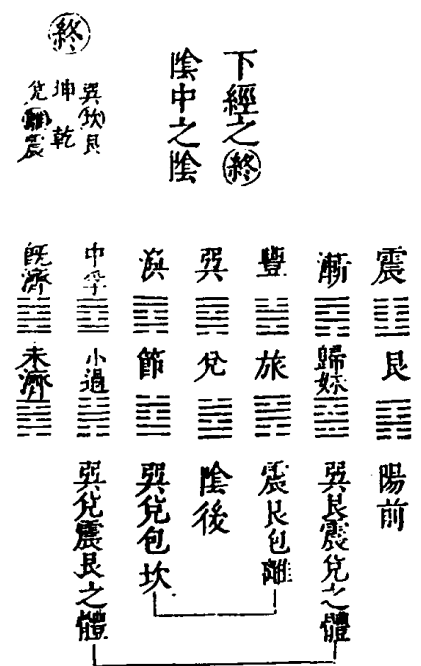 下經之終
陰中之陰
終
巽坎艮
坤乾
兌離震
震
艮
陽前
漸
歸妹
巽艮震兌之體
豐
旅
震艮包離
巽
兌
陰後
渙
節
巽兌包坎
中孚
小過
巽兌震艮之體
既濟
未濟